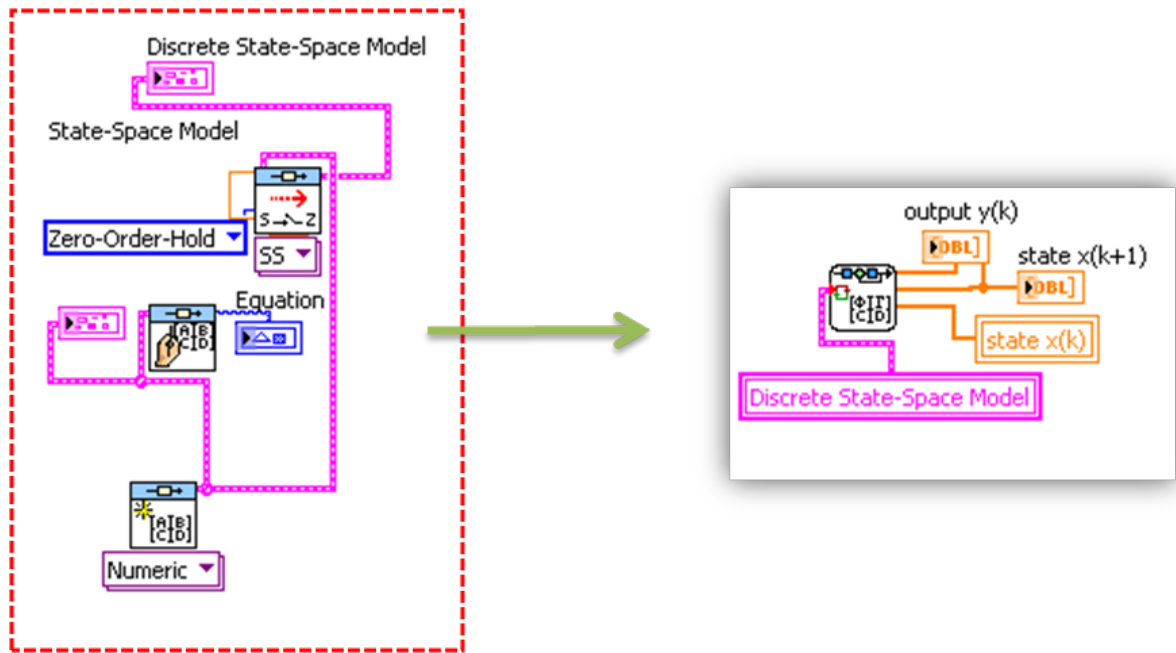 Discrete State-Space Model
State-Space Model
S Z
Zero-Order-Hold
SS
Equation
[A|B]
[C|D]
[A|B]
[C|D]
Numeric
output y(k)
DBL]
state x(k+1)
DBL]
[Φ|Γ]
[C|D]
state x(k)
Discrete State-Space Model